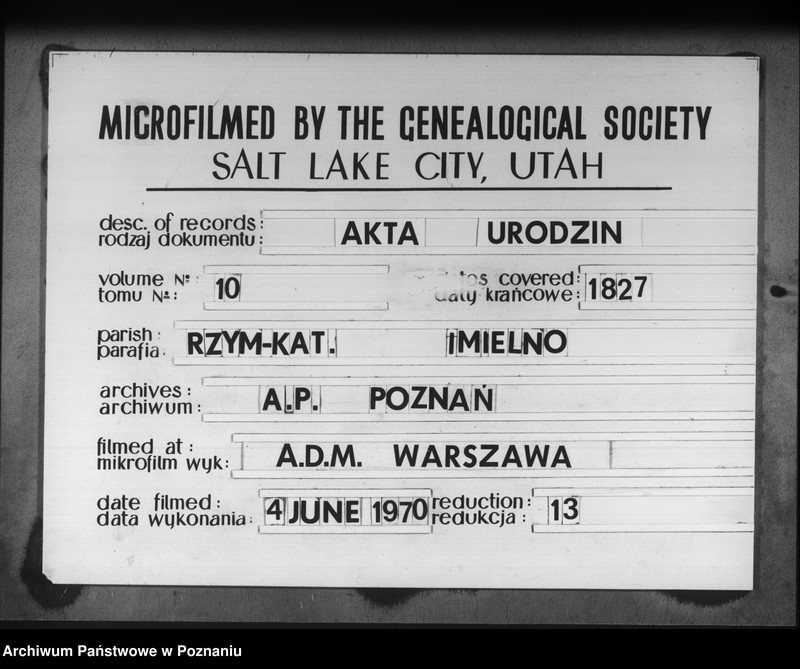 MICROFILMED BY THE GENEALOGICAL SOCIETY
SALT LAKE CITY, UTAH
desc. of records:
rodzaj dokumentu: AKTA URODZIN
volume No:
tomu No: 10
covered:
daty krańcowe: 1827
parish:
parafia: RZYM-KAT. IMIELNO
archives:
archiwum: A.P. POZNAŃ
filmed at:
mikrofilm wyk: A.D.M. WARSZAWA
date filmed:
data wykonania: 4 JUNE 1970
reduction:
redukcja: 13
Archiwum Państwowe w Poznaniu